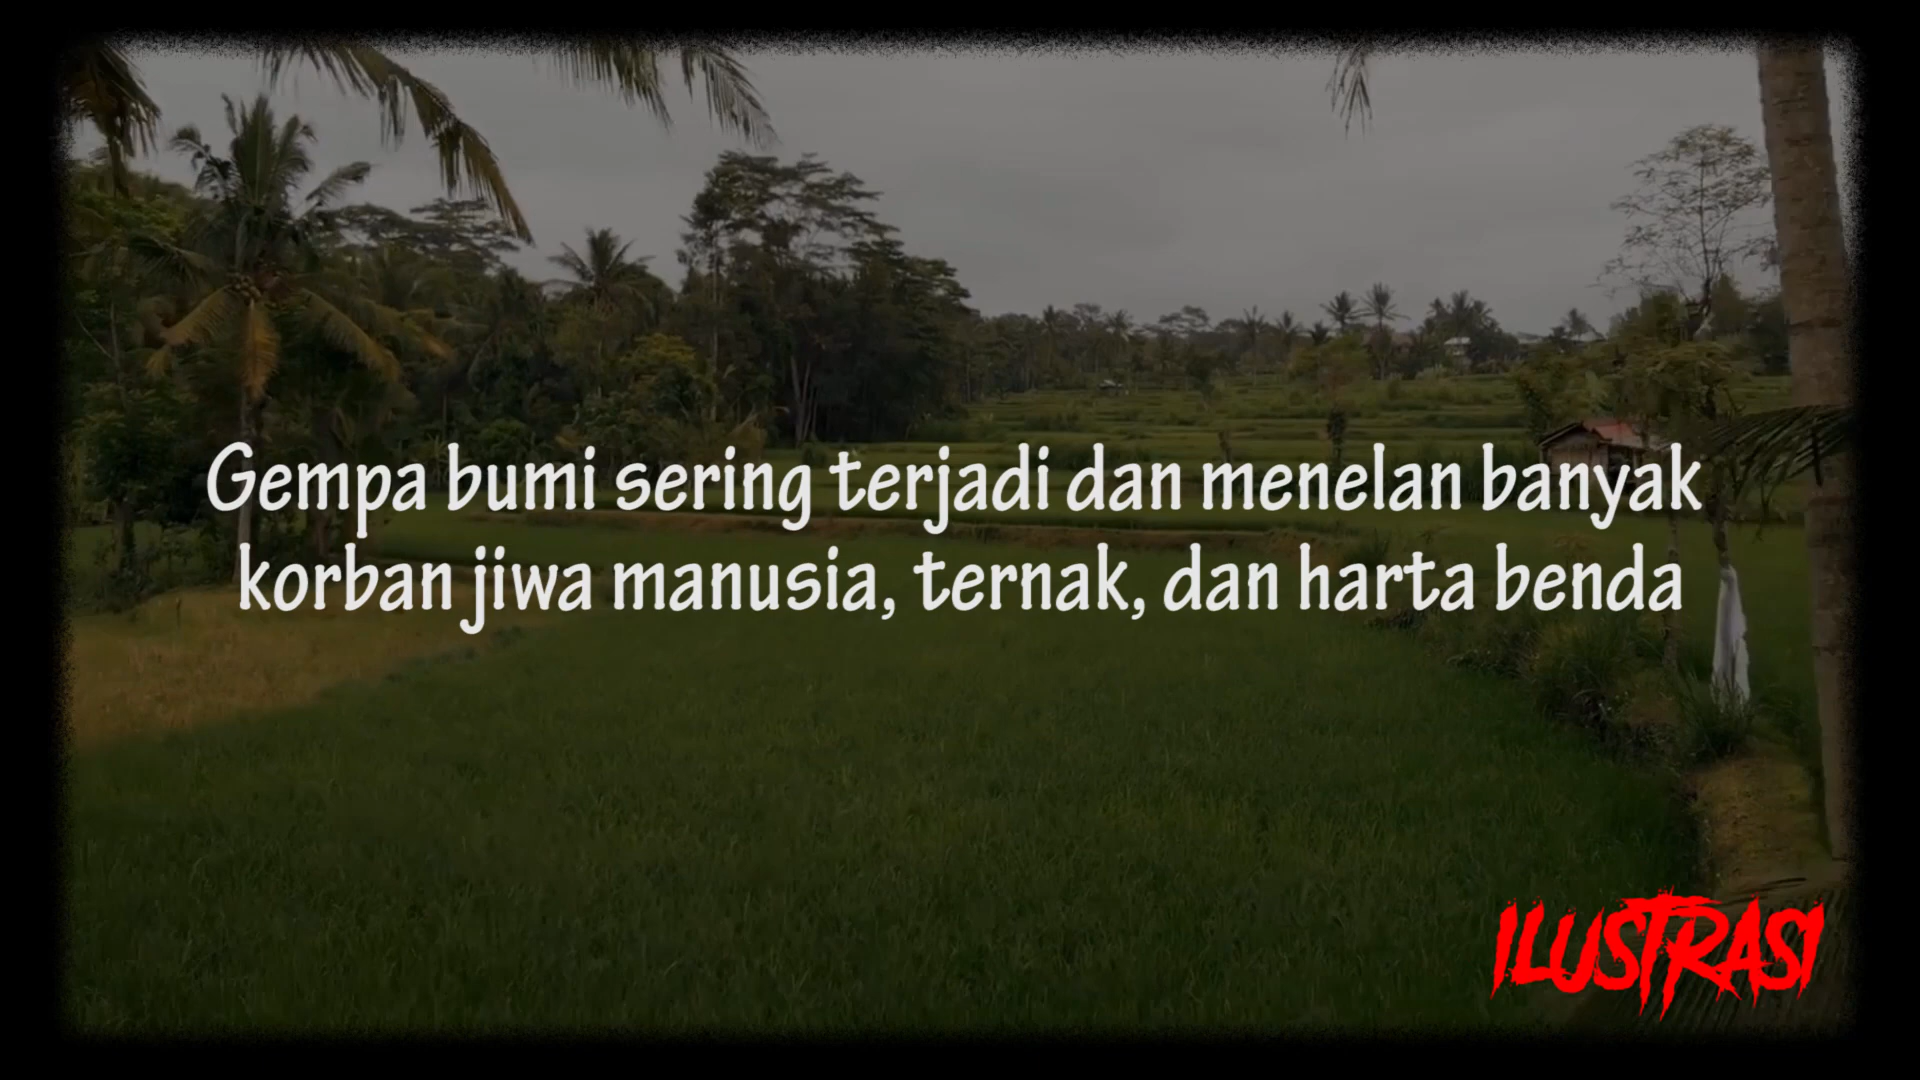 Gempa bumi sering terjadi dan menelan banyak
korban jiwa manusia, ternak, dan harta benda
ILUSTRASI